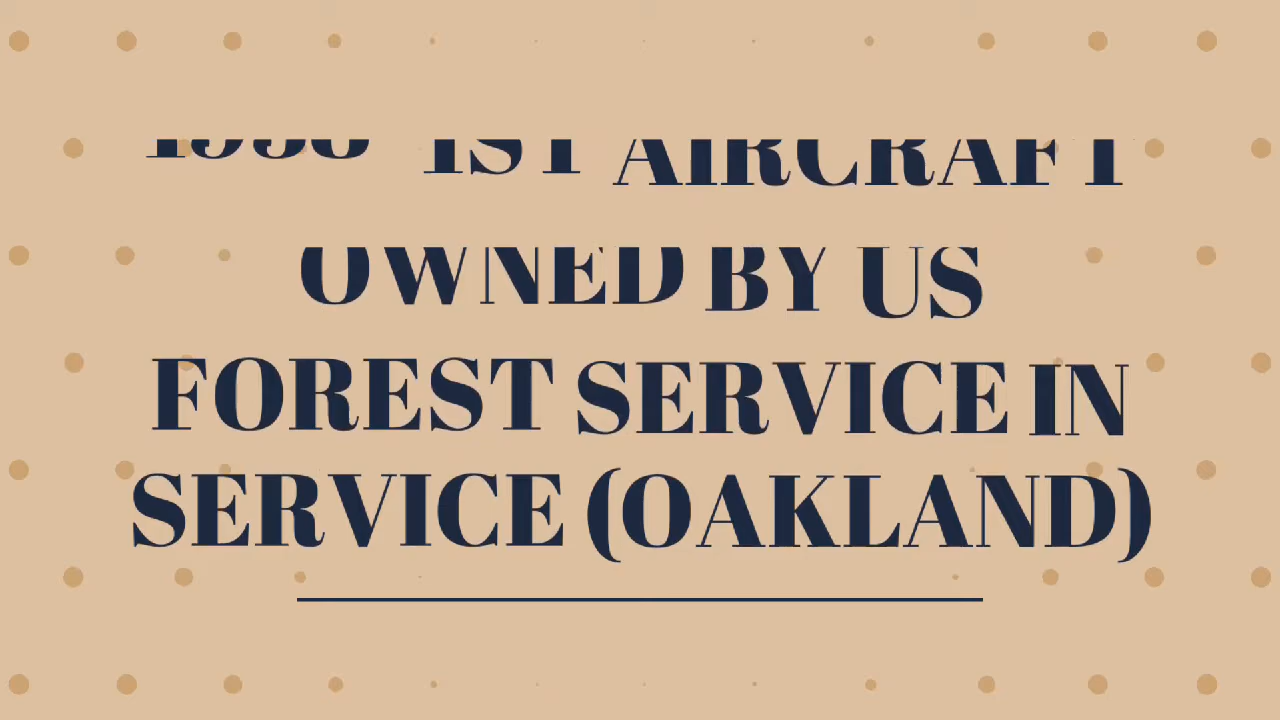 1ST AIRCRAFT
OWNED BY US
FOREST SERVICE IN
SERVICE (OAKLAND)